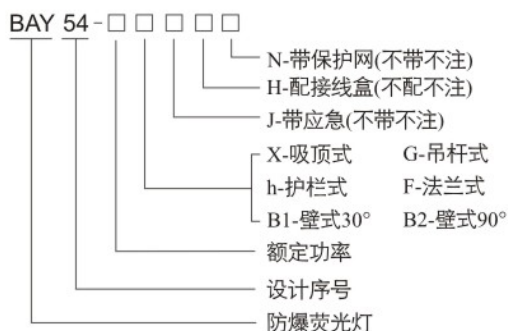 BAY 54-□ □ □ □ □
N-带保护网(不带不注)
H-配接线盒(不配不注)
J-带应急(不带不注)
X-吸顶式 G-吊杆式
h-护栏式 F-法兰式
B1-壁式30° B2-壁式90°
额定功率
设计序号
防爆荧光灯